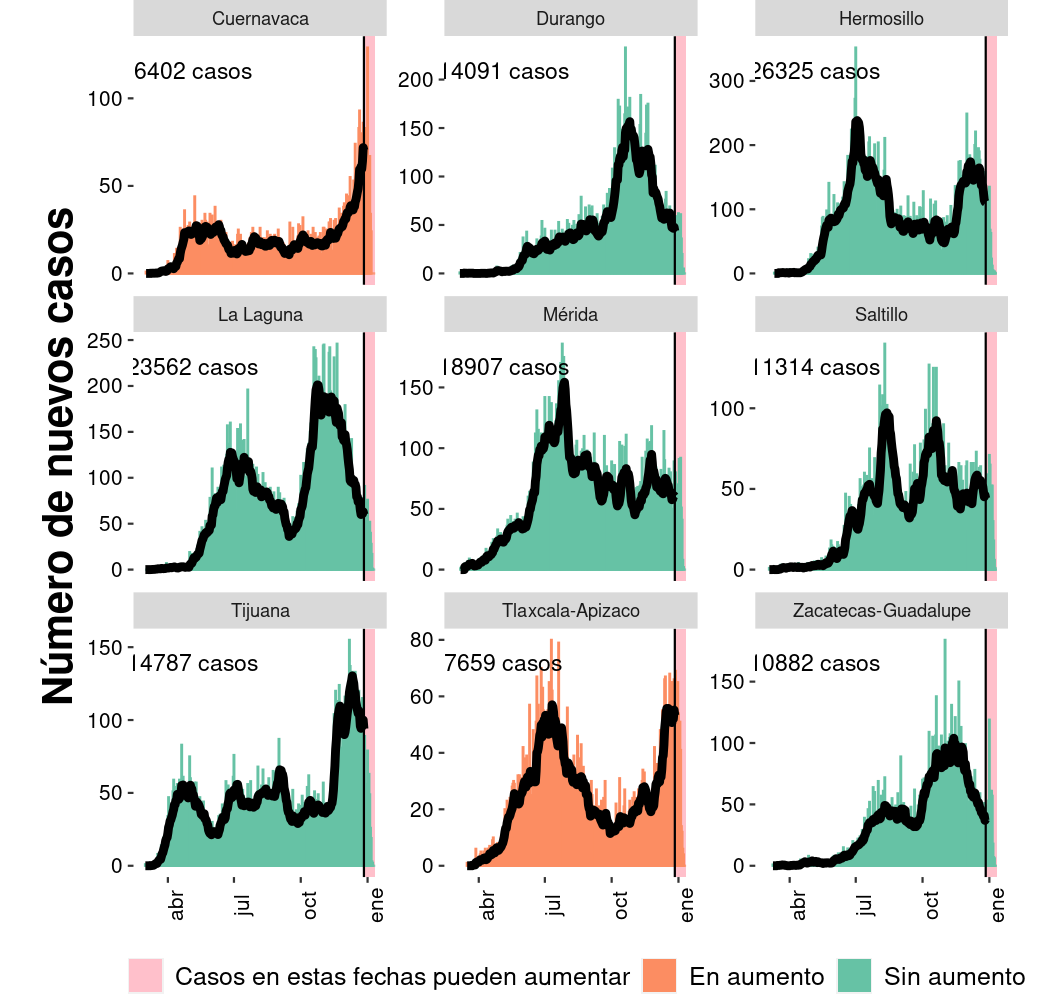 Número de nuevos casos
Cuernavaca
Durango
Hermosillo
6402 casos
14091 casos
26325 casos
100
50
0
200
150
100
50
0
300
200
100
0
La Laguna
Mérida
Saltillo
23562 casos
18907 casos
11314 casos
250
200
150
100
50
0
150
100
50
0
100
50
0
Tijuana
Tlaxcala-Apizaco
Zacatecas-Guadalupe
14787 casos
7659 casos
10882 casos
150
100
50
0
80
60
40
20
0
150
100
50
0
abr jul oct ene
abr jul oct ene
abr jul oct ene
Casos en estas fechas pueden aumentar En aumento Sin aumento